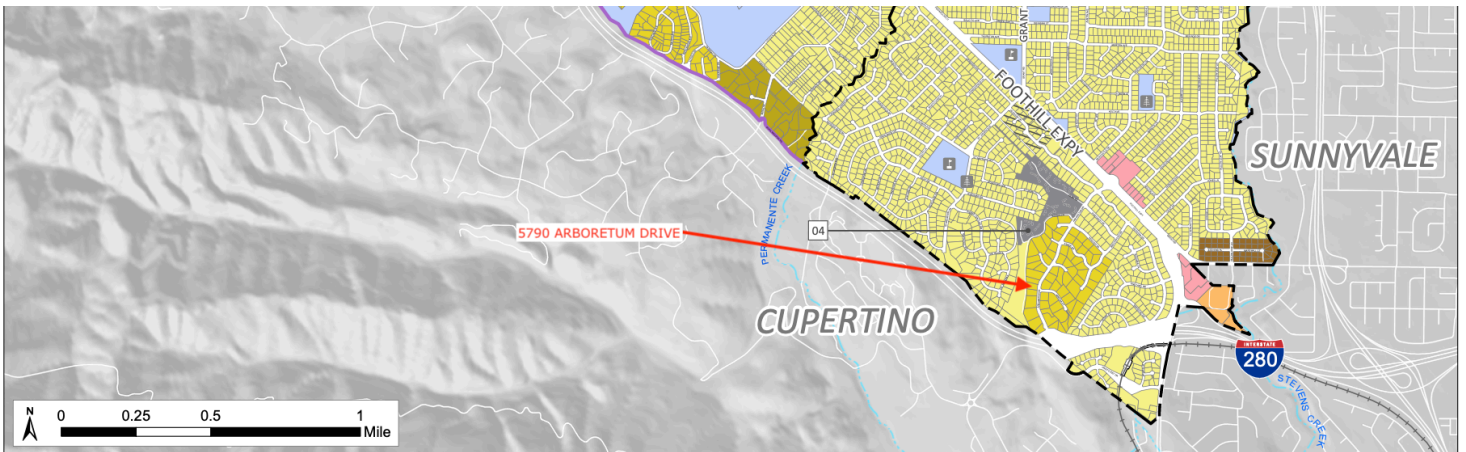 GRANT
FOOTHILL EXPY
SUNNYVALE
PERMANENTE CREEK
5790 ARBORETUM DRIVE
04
CUPERTINO
INTERSTATE
280
STEVENS CREEK
N
0 0.25 0.5 1
Mile